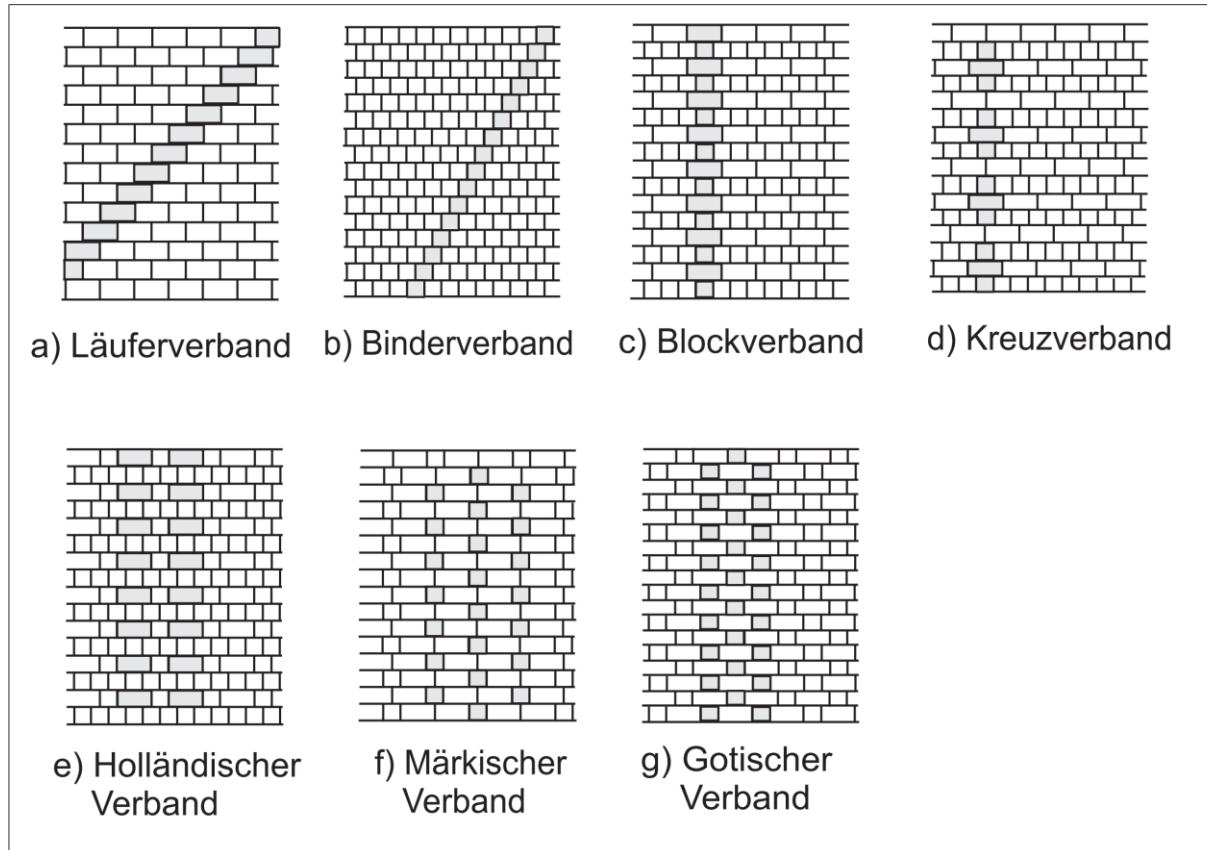 a) Läuferverband
b) Binderverband
c) Blockverband
d) Kreuzverband
e) Holländischer
Verband
f) Märkischer
Verband
g) Gotischer
Verband